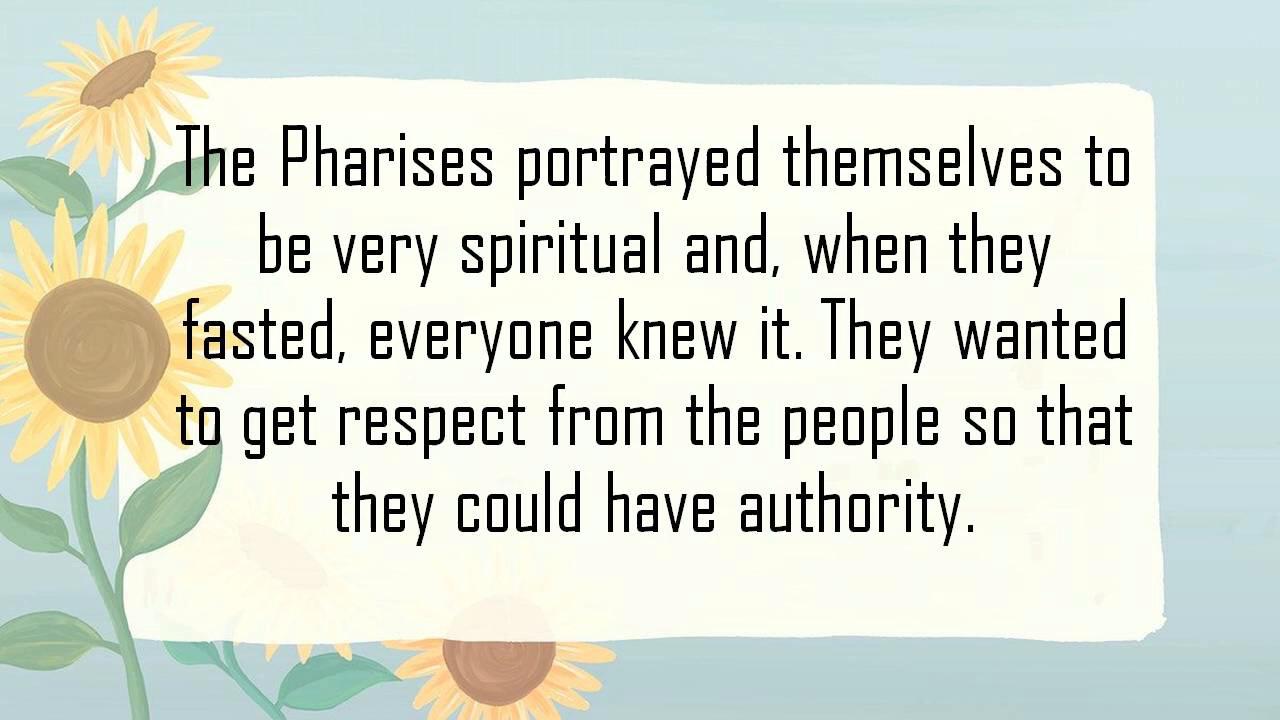 The Pharises portrayed themselves to
be very spiritual and, when they
fasted, everyone knew it. They wanted
to get respect from the people so that
they could have authority.